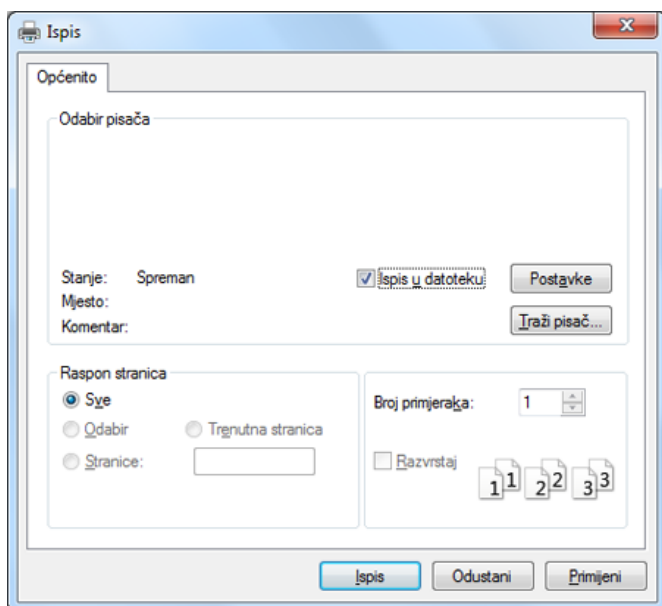 Ispis
Općenito
Odabir pisača
Stanje: Spreman
Ispis u datoteku
Postavke
Mjesto:
Komentar:
Traži pisač...
Raspon stranica
Sve
Odabir
Trenutna stranica
Stranice:
Broj primjeraka: 1
Razvrstaj
1 1 2 2 3 3
Ispis
Odustani
Primijeni